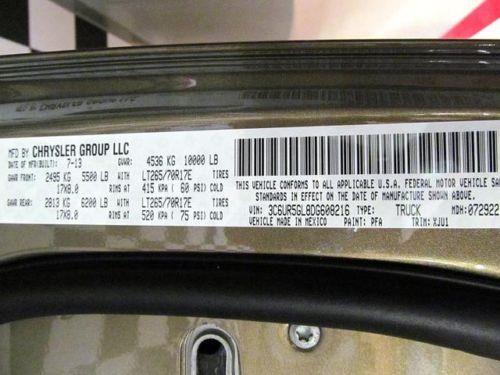 MFD BY CHRYSLER GROUP LLC
DATE OF MFR(BUILT): 7-13 GVWR: 4536 KG 10000 LB
GAWR FRONT: 2495 KG 5500 LB WITH LT265/70R17E TIRES
17X8.0 RIMS AT 415 KPA ( 60 PSI) COLD
GAWR REAR: 2813 KG 6200 LB WITH LT265/70R17E TIRES
17X8.0 RIMS AT 520 KPA ( 75 PSI) COLD
THIS VEHICLE CONFORMS TO ALL APPLICABLE U.S.A. FEDERAL MOTOR VEHICLE SA
STANDARDS IN EFFECT ON THE DATE OF MANUFACTURE SHOWN ABOVE.
VIN: 3C6UR5GL8DG608216 TYPE: TRUCK MDH: 072922
VEHICLE MADE IN MEXICO PAINT: PFA TRIM: XJU1